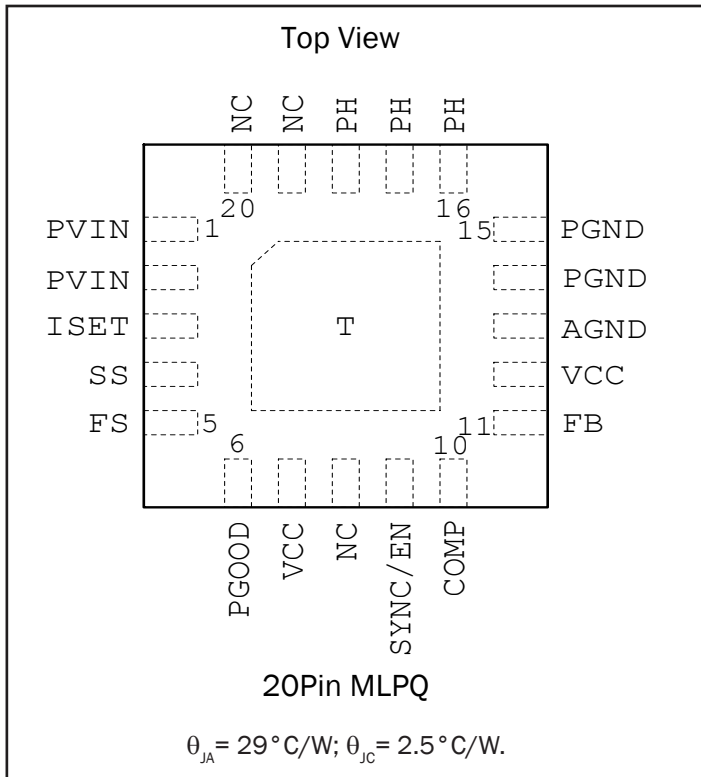 Top View
NC NC PH PH PH
20 16
PVIN 1 15 PGND
PVIN PGND
ISET T AGND
SS VCC
FS 5 11 FB
6 10
PGOOD VCC NC SYNC/EN COMP
20Pin MLPQ
θJA= 29°C/W; θJC= 2.5°C/W.